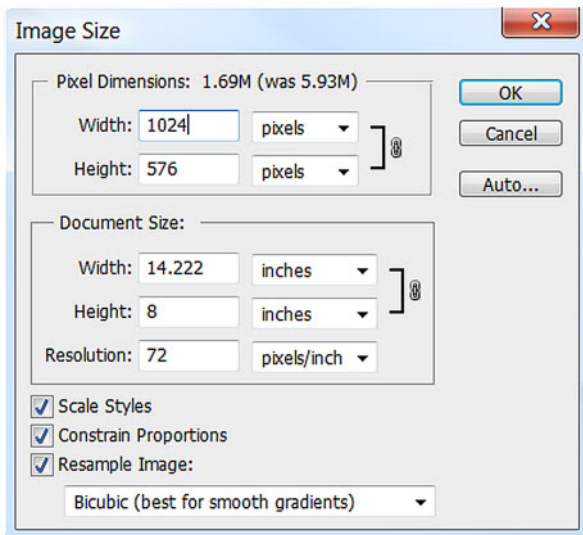 Image Size
Pixel Dimensions: 1.69M (was 5.93M)
Width: 1024 pixels
Height: 576 pixels
Document Size:
Width: 14.222 inches
Height: 8 inches
Resolution: 72 pixels/inch
Scale Styles
Constrain Proportions
Resample Image:
Bicubic (best for smooth gradients)
OK
Cancel
Auto...